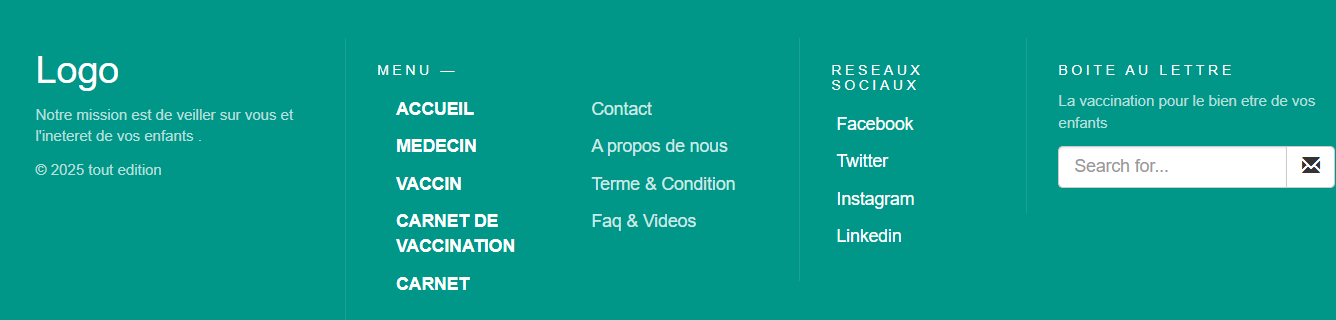 Logo
Notre mission est de veiller sur vous et
l'ineteret de vos enfants .
© 2025 tout edition
MENU —
ACCUEIL
MEDECIN
VACCIN
CARNET DE
VACCINATION
CARNET
Contact
A propos de nous
Terme & Condition
Faq & Videos
RESEAUX
SOCIAUX
Facebook
Twitter
Instagram
Linkedin
BOITE AU LETTRE
La vaccination pour le bien etre de vos
enfants
Search for...